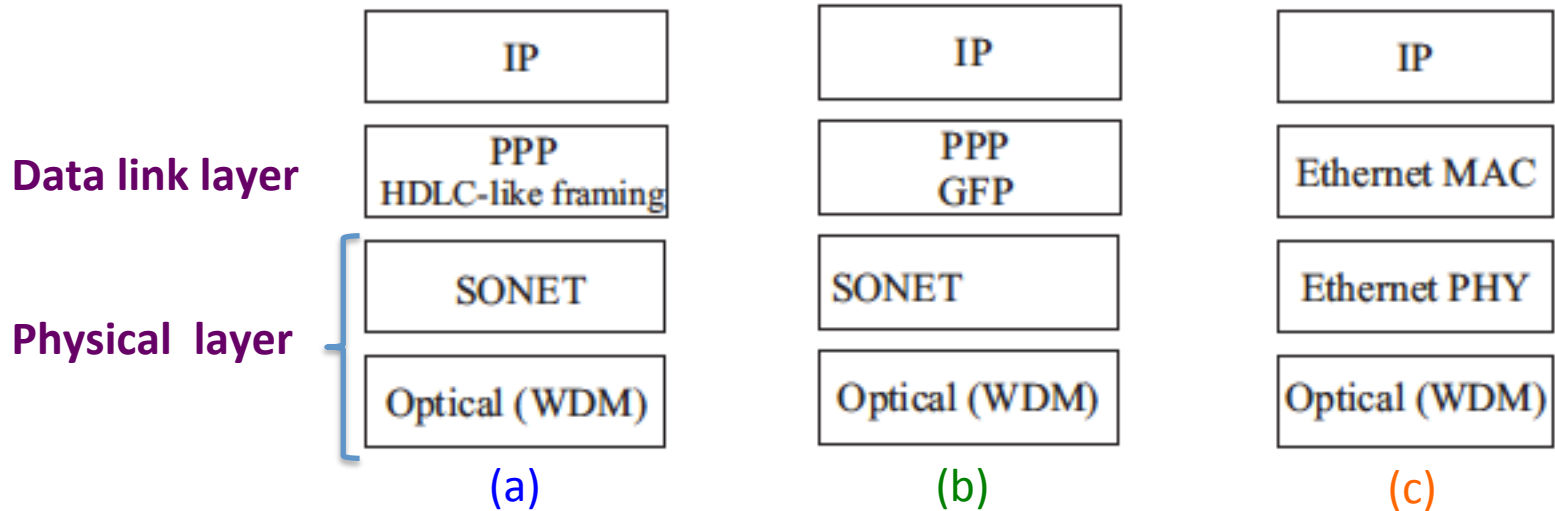 IP
IP
IP
Data link layer
PPP
HDLC-like framing
PPP
GFP
Ethernet MAC
Physical layer
SONET
SONET
Ethernet PHY
Optical (WDM)
Optical (WDM)
Optical (WDM)
(a)
(b)
(c)